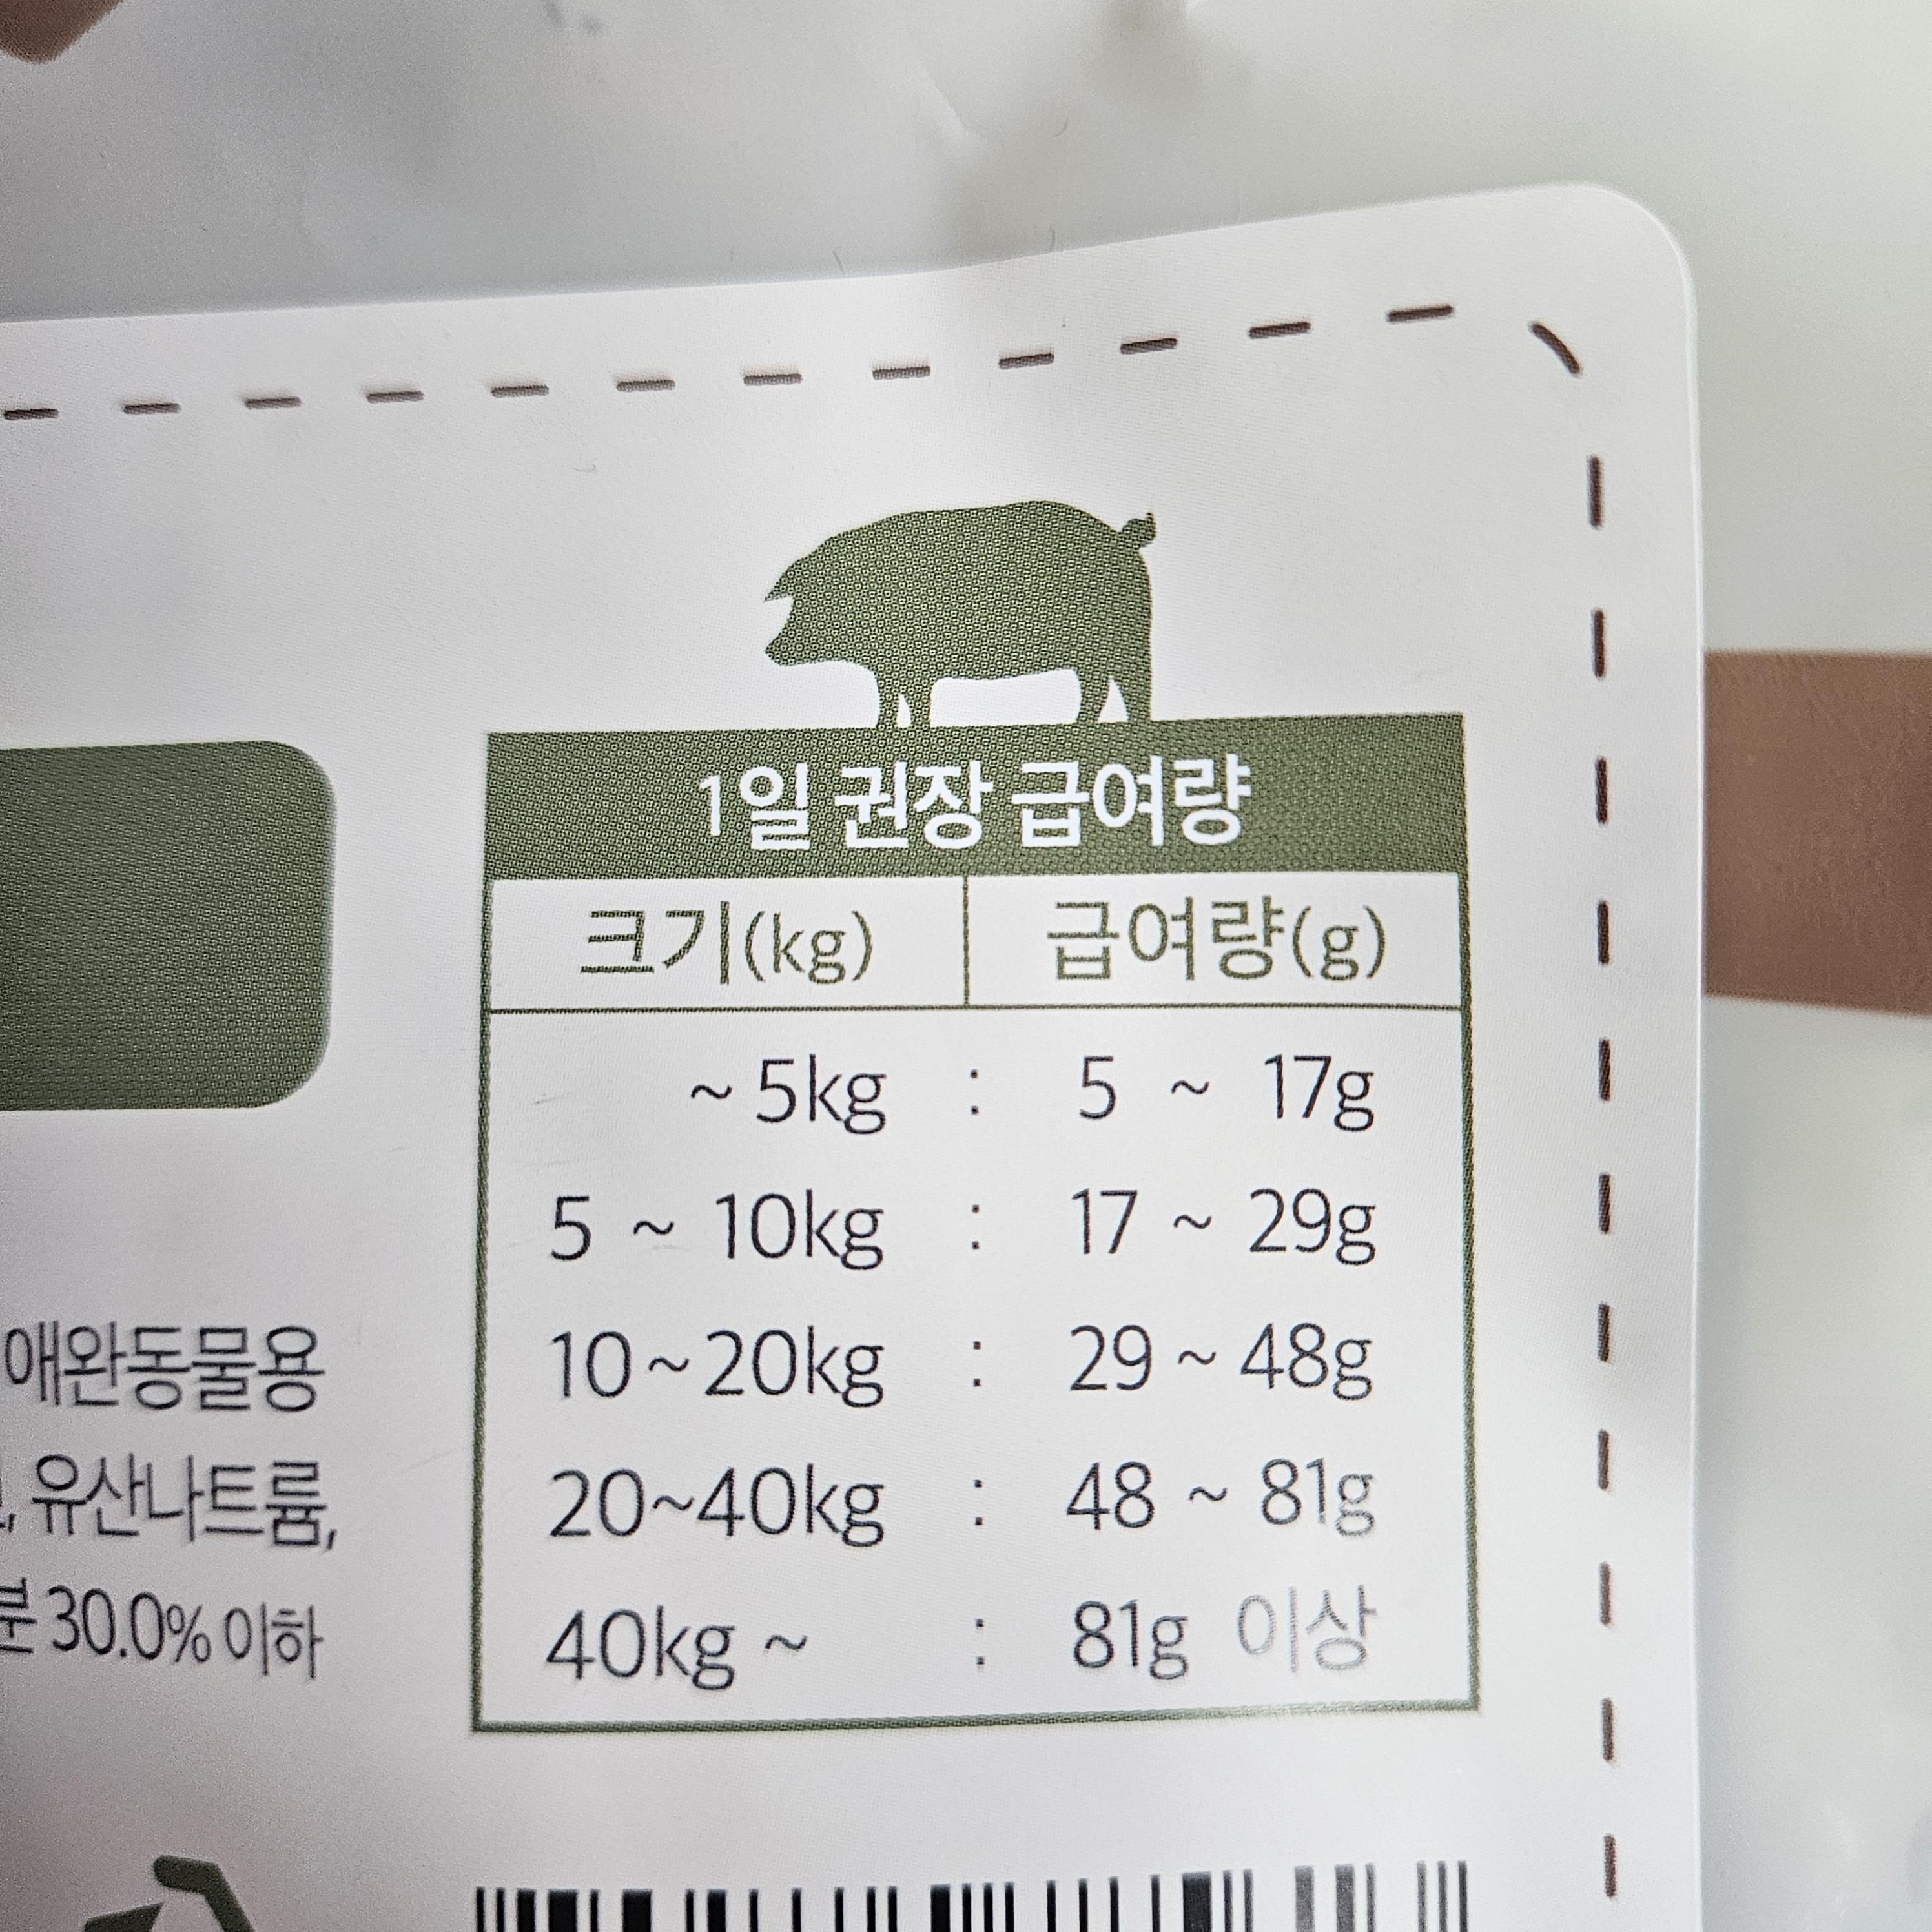 1일 권장 급여량
크기(kg) 급여량(g)
~ 5kg : 5 ~ 17g
5 ~ 10kg : 17 ~ 29g
10~20kg : 29 ~ 48g
20~40kg : 48 ~ 81g
40kg ~ : 81g 이상
애완동물용
, 유산나트륨,
30.0% 이하